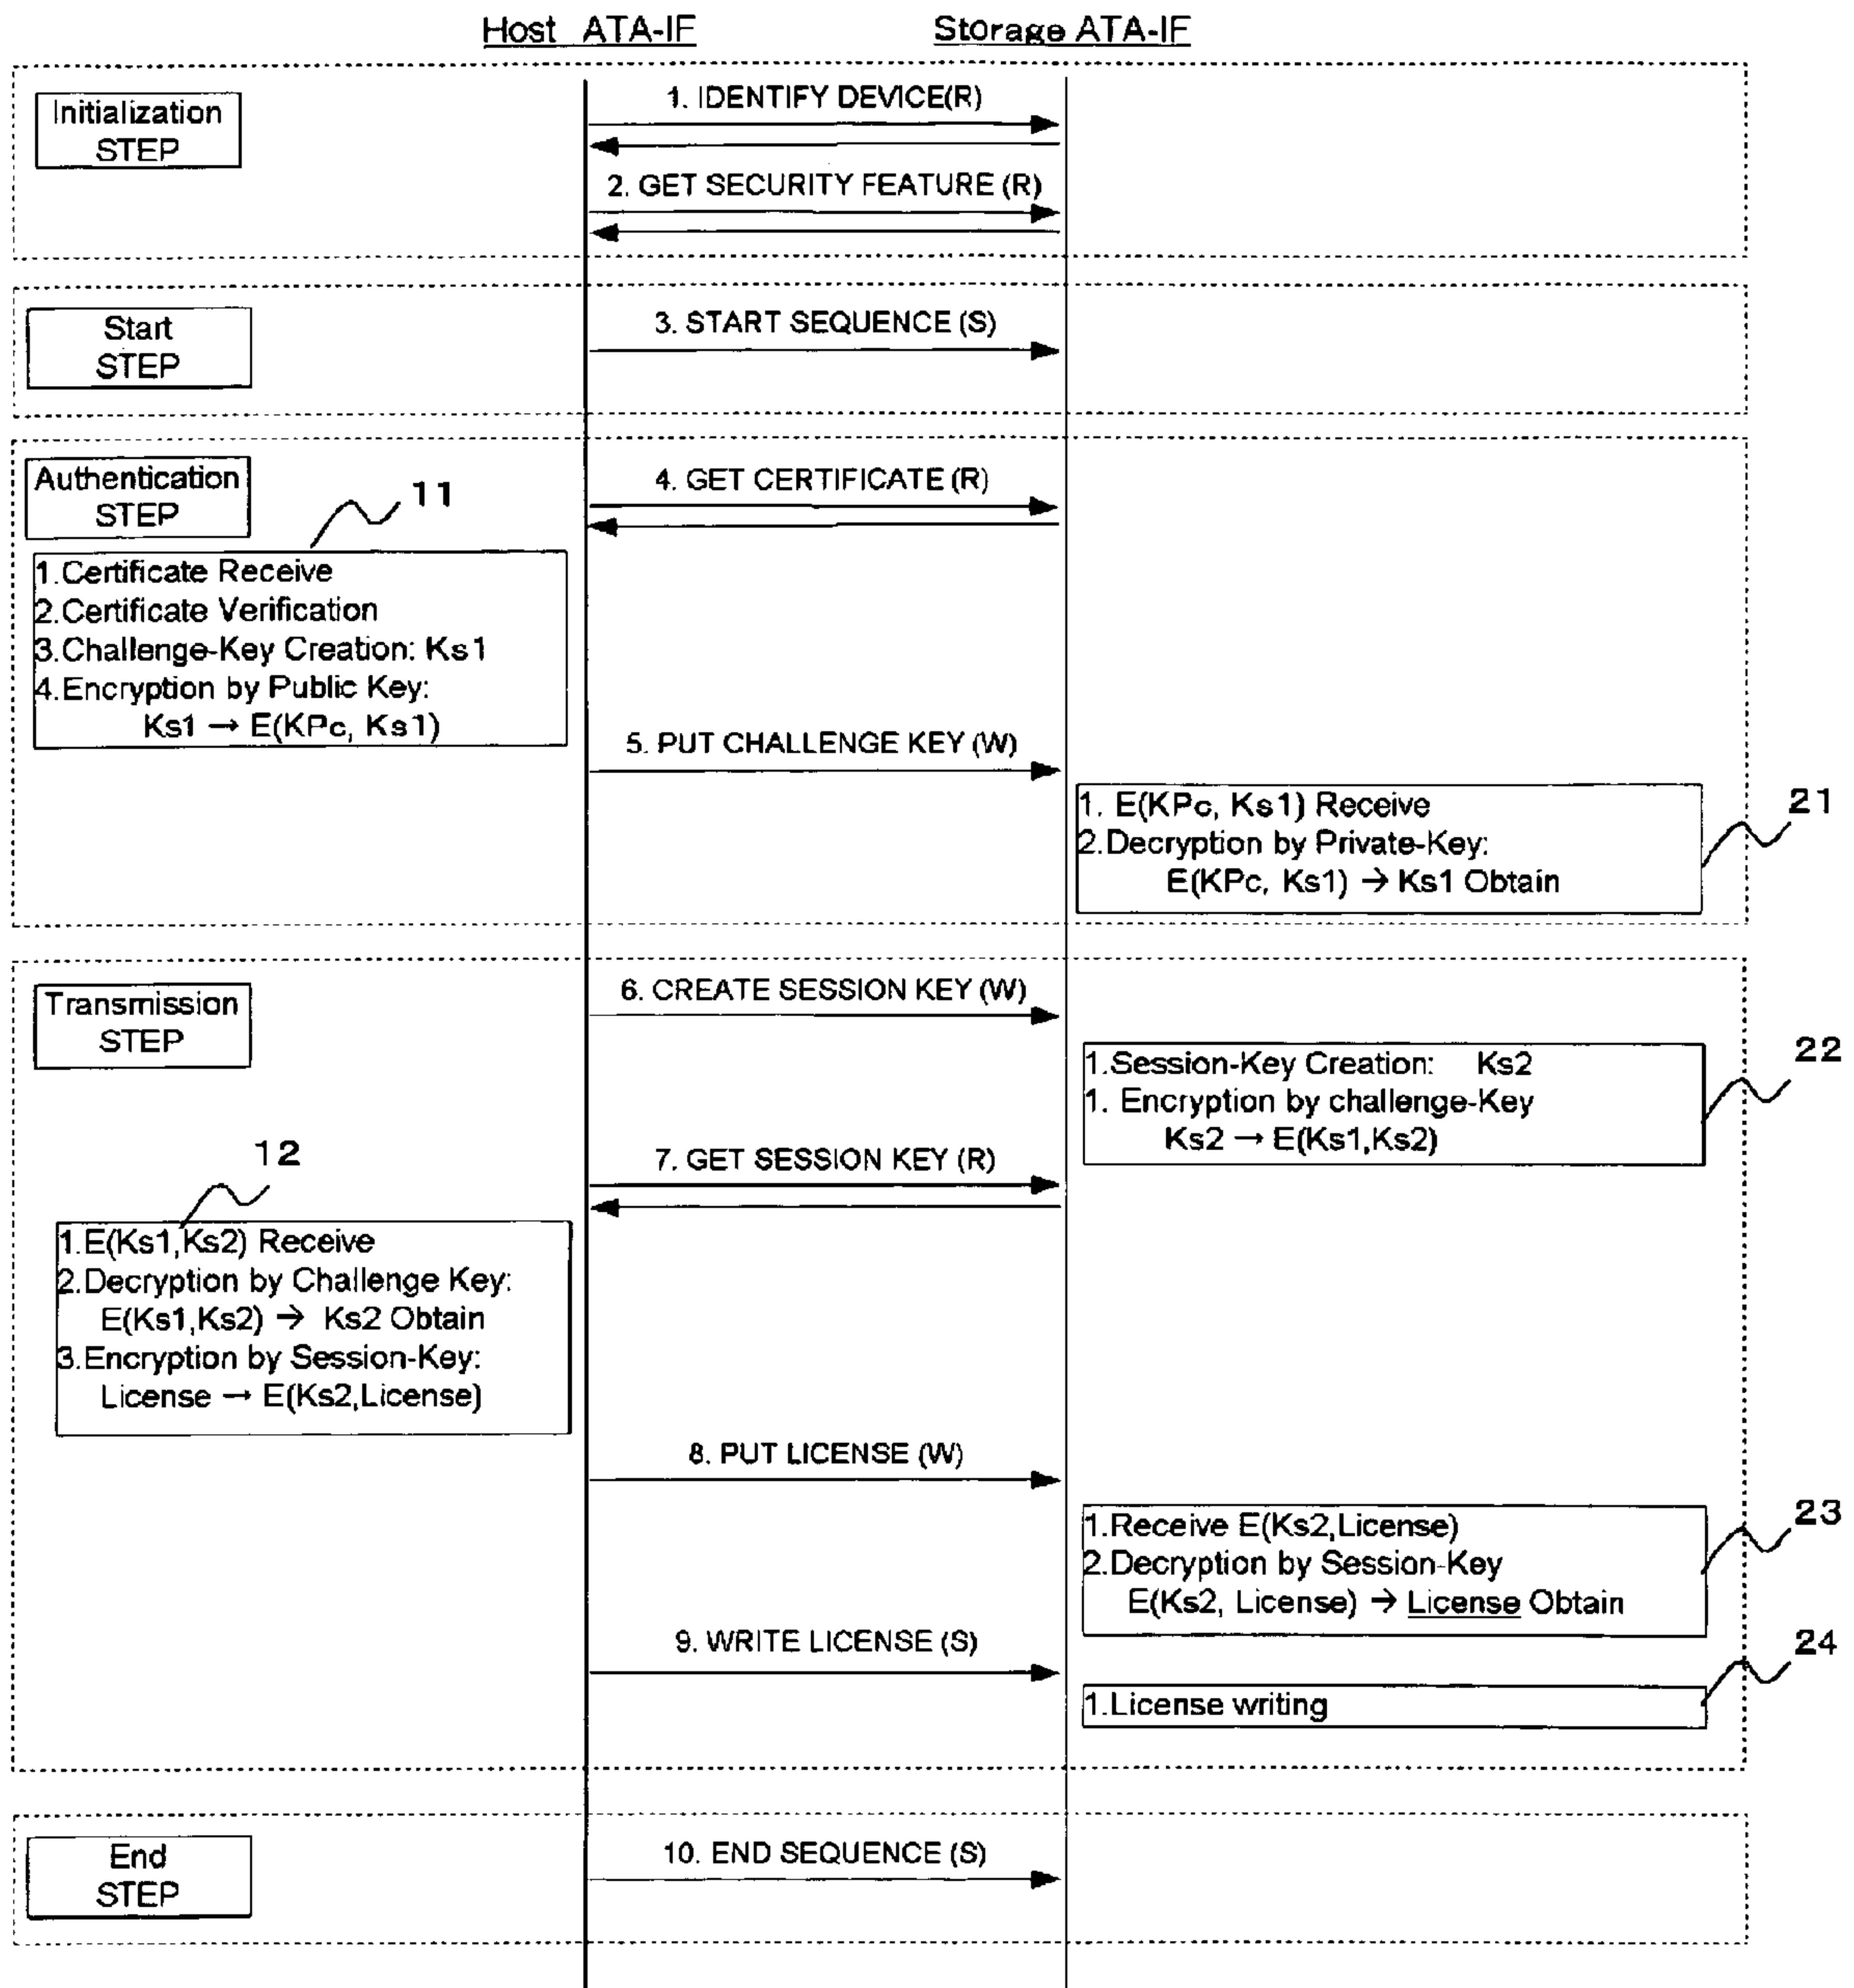 Host ATA-IF
Storage ATA-IF
Initialization
STEP
1. IDENTIFY DEVICE(R)
2. GET SECURITY FEATURE (R)
Start
STEP
3. START SEQUENCE (S)
Authentication
STEP
4. GET CERTIFICATE (R)
11
1.Certificate Receive
2.Certificate Verification
3.Challenge-Key Creation: Ks1
4.Encryption by Public Key:
Ks1 → E(KPc, Ks1)
5. PUT CHALLENGE KEY (W)
21
1. E(KPc, Ks1) Receive
2.Decryption by Private-Key:
E(KPc, Ks1) → Ks1 Obtain
Transmission
STEP
6. CREATE SESSION KEY (W)
22
1.Session-Key Creation: Ks2
1. Encryption by challenge-Key
Ks2 → E(Ks1,Ks2)
7. GET SESSION KEY (R)
12
1.E(Ks1,Ks2) Receive
2.Decryption by Challenge Key:
E(Ks1,Ks2) → Ks2 Obtain
3.Encryption by Session-Key:
License → E(Ks2,License)
8. PUT LICENSE (W)
23
1.Receive E(Ks2,License)
2.Decryption by Session-Key
E(Ks2, License) → License Obtain
9. WRITE LICENSE (S)
24
1.License writing
End
STEP
10. END SEQUENCE (S)